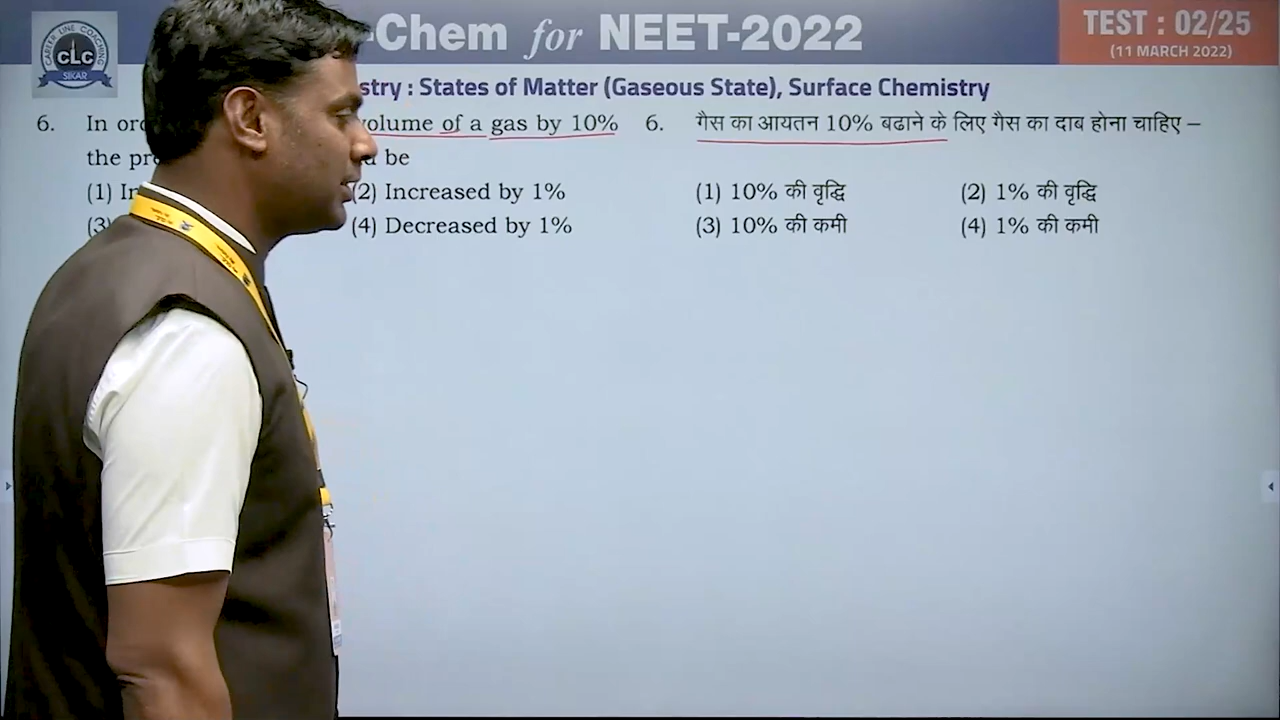 -Chem for NEET-2022
TEST : 02/25
(11 MARCH 2022)
CAREER LINE COACHING
CLC
SIKAR
stry : States of Matter (Gaseous State), Surface Chemistry
6. In or volume of a gas by 10%
the pr be
(1) In (2) Increased by 1%
(3) (4) Decreased by 1%
6. गैस का आयतन 10% बढाने के लिए गैस का दाब होना चाहिए –
(1) 10% की वृद्धि (2) 1% की वृद्धि
(3) 10% की कमी (4) 1% की कमी